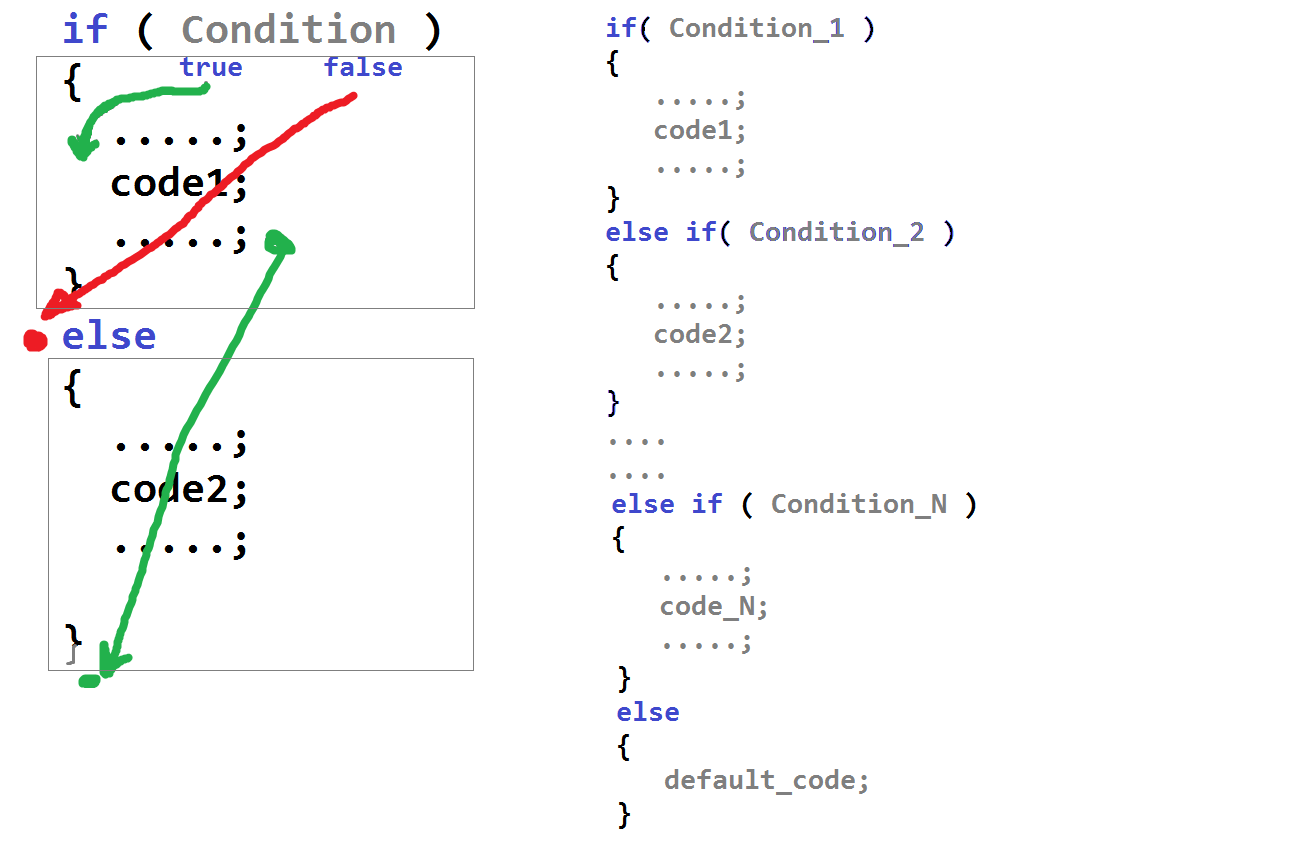 if ( Condition )
true false
{
.....;
code1;
.....;
}
else
{
.....;
code2;
.....;
}
if( Condition_1 )
{
.....;
code1;
.....;
}
else if( Condition_2 )
{
.....;
code2;
.....;
}
....
....
else if ( Condition_N )
{
.....;
code_N;
.....;
}
else
{
default_code;
}